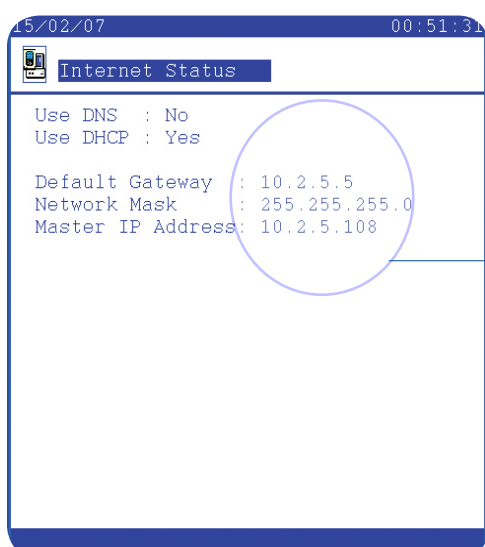 15/02/07 00:51:31
Internet Status
Use DNS : No
Use DHCP : Yes
Default Gateway : 10.2.5.5
Network Mask : 255.255.255.0
Master IP Address: 10.2.5.108